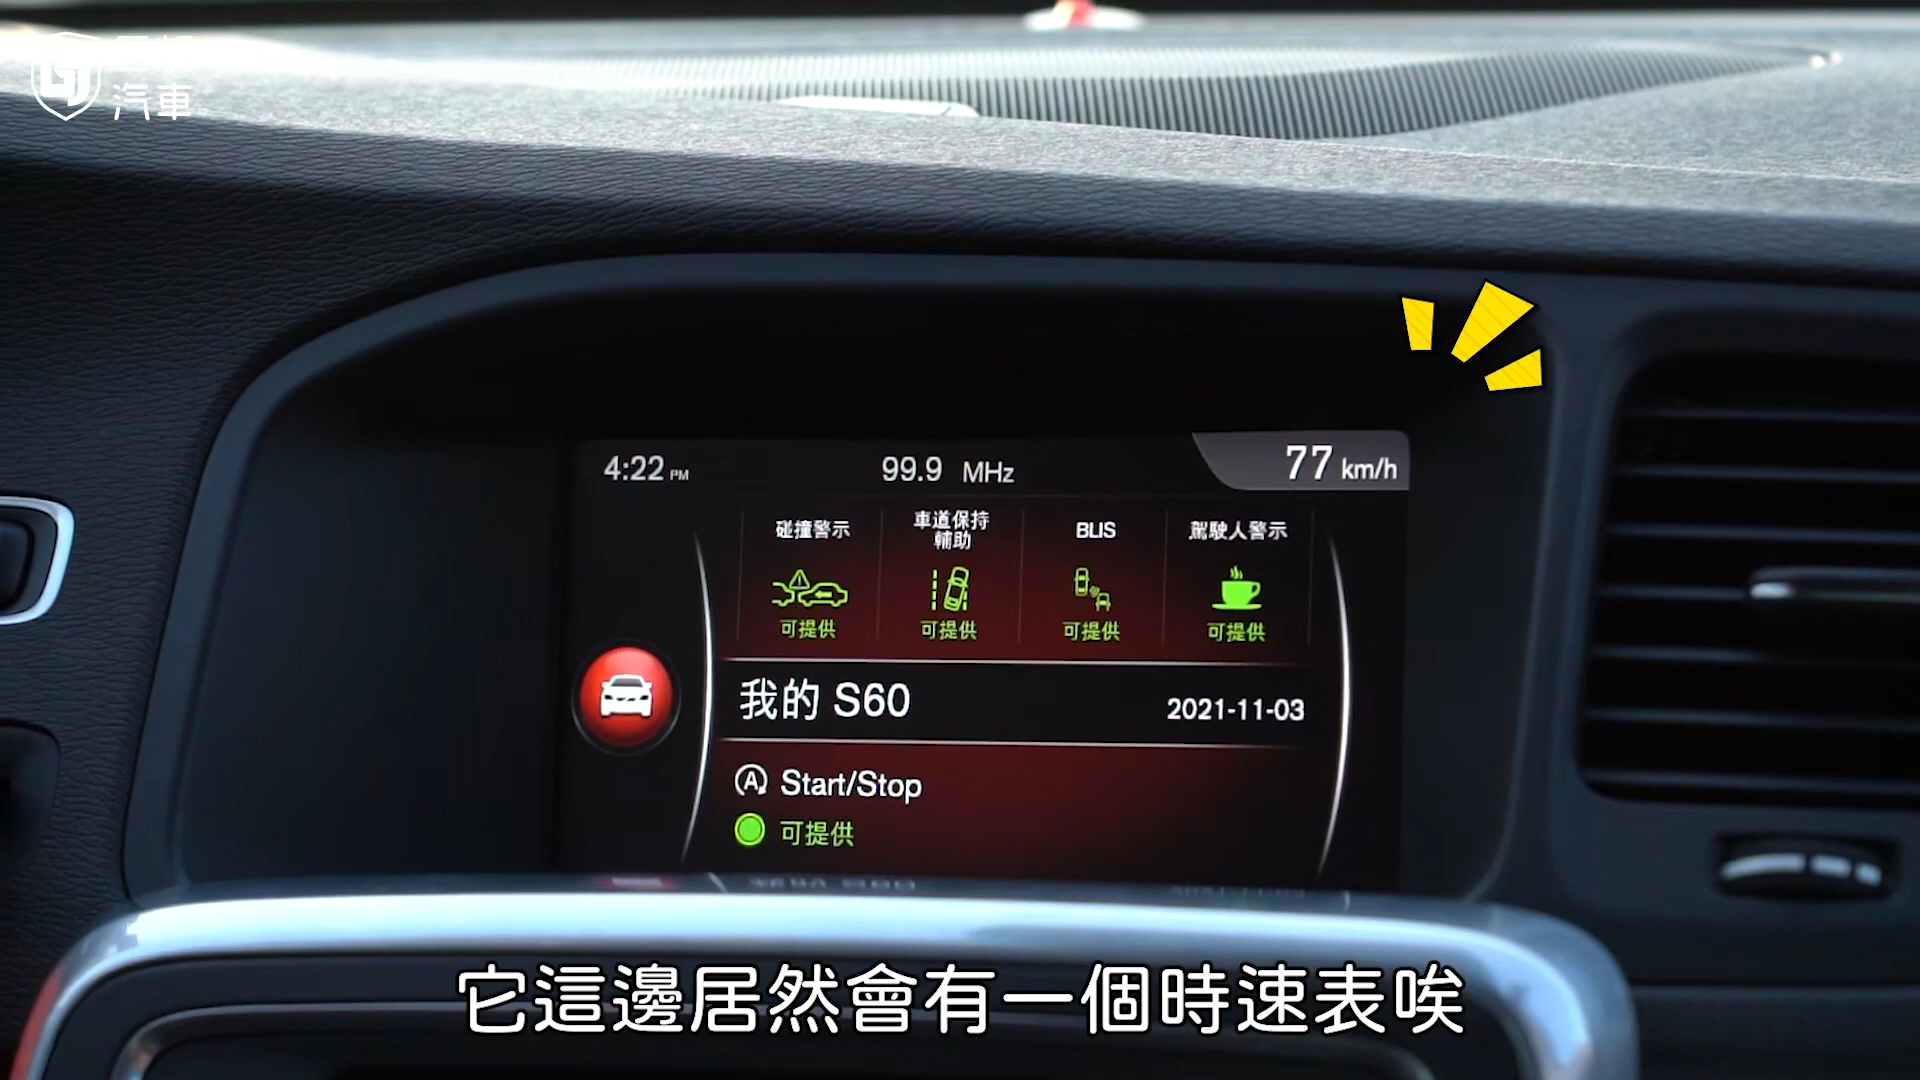 汽車
4:22 PM
99.9 MHz
77 km/h
碰撞警示
車道保持
輔助
BLIS
駕駛人警示
可提供
可提供
可提供
可提供
我的 S60
2021-11-03
Start/Stop
可提供
它這邊居然會有一個時速表唉